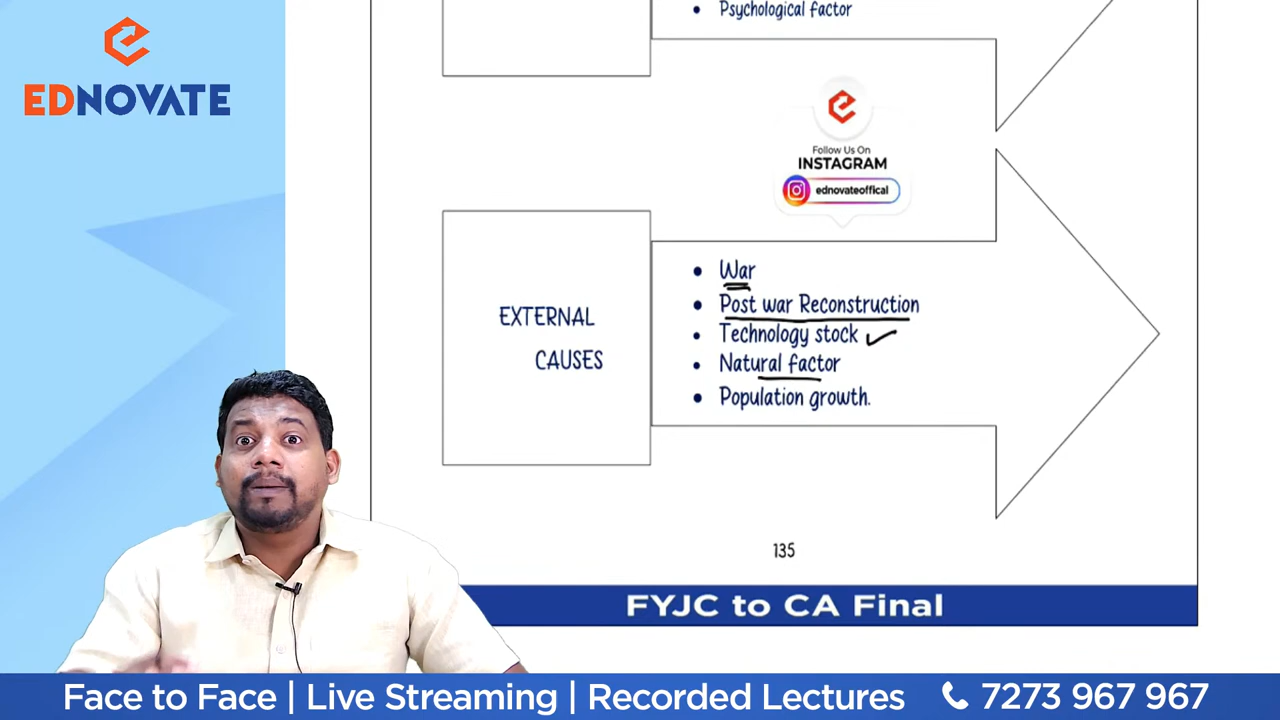 EDNOVATE
• Psychological factor
Follow Us On
INSTAGRAM
ednovateoffical
EXTERNAL
CAUSES
• War
• Post war Reconstruction
• Technology stock
• Natural factor
• Population growth.
135
FYJC to CA Final
Face to Face | Live Streaming | Recorded Lectures 7273 967 967